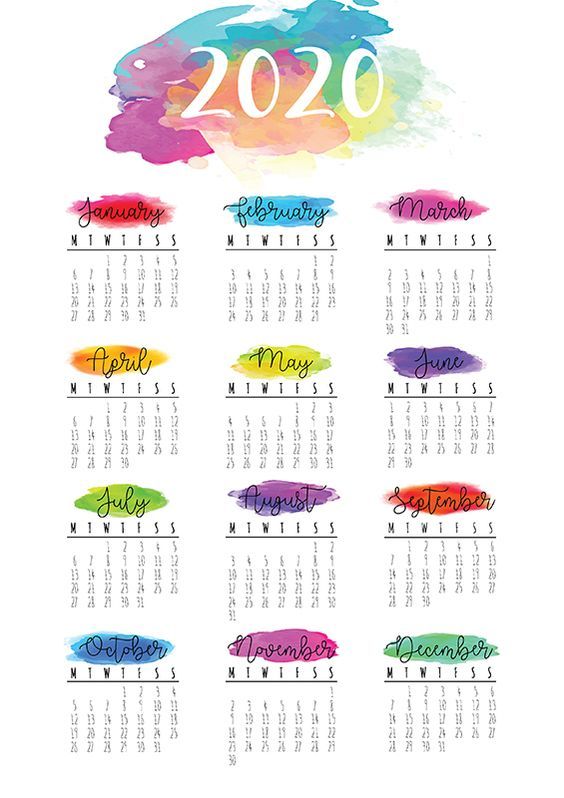 2020
January
M T W T F S S
1 2 3 4 5
6 7 8 9 10 11 12
13 14 15 16 17 18 19
20 21 22 23 24 25 26
27 28 29 30 31
February
M T W T F S S
1 2
3 4 5 6 7 8 9
10 11 12 13 14 15 16
17 18 19 20 21 22 23
24 25 26 27 28 29
March
M T W T F S S
1
2 3 4 5 6 7 8
9 10 11 12 13 14 15
16 17 18 19 20 21 22
23 24 25 26 27 28 29
30 31
April
M T W T F S S
1 2 3 4 5
6 7 8 9 10 11 12
13 14 15 16 17 18 19
20 21 22 23 24 25 26
27 28 29 30
May
M T W T F S S
1 2 3
4 5 6 7 8 9 10
11 12 13 14 15 16 17
18 19 20 21 22 23 24
25 26 27 28 29 30 31
June
M T W T F S S
1 2 3 4 5 6 7
8 9 10 11 12 13 14
15 16 17 18 19 20 21
22 23 24 25 26 27 28
29 30
July
M T W T F S S
1 2 3 4 5
6 7 8 9 10 11 12
13 14 15 16 17 18 19
20 21 22 23 24 25 26
27 28 29 30 31
August
M T W T F S S
1 2
3 4 5 6 7 8 9
10 11 12 13 14 15 16
17 18 19 20 21 22 23
24 25 26 27 28 29 30
31
September
M T W T F S S
1 2 3 4 5 6
7 8 9 10 11 12 13
14 15 16 17 18 19 20
21 22 23 24 25 26 27
28 29 30
October
M T W T F S S
1 2 3 4
5 6 7 8 9 10 11
12 13 14 15 16 17 18
19 20 21 22 23 24 25
26 27 28 29 30 31
November
M T W T F S S
1
2 3 4 5 6 7 8
9 10 11 12 13 14 15
16 17 18 19 20 21 22
23 24 25 26 27 28 29
30
December
M T W T F S S
1 2 3 4 5 6
7 8 9 10 11 12 13
14 15 16 17 18 19 20
21 22 23 24 25 26 27
28 29 30 31